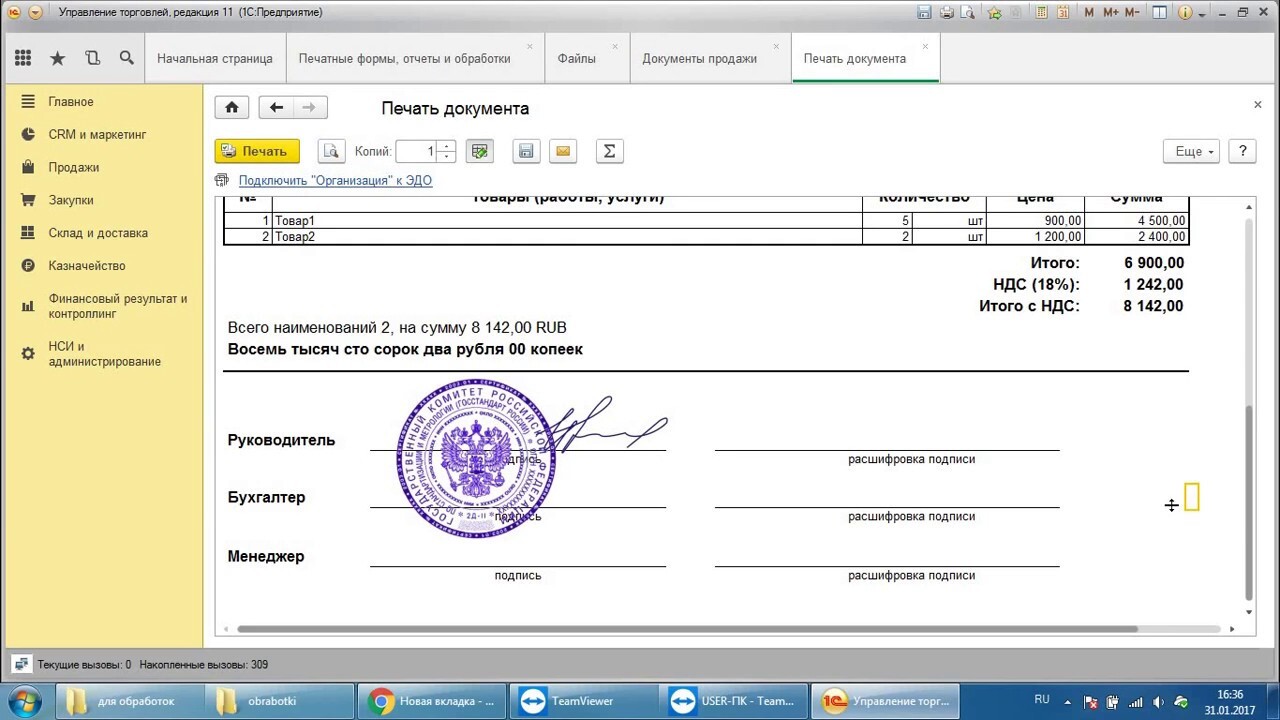 Управление торговлей, редакция 11 (1С:Предприятие)
M M+ M-
Начальная страница
Печатные формы, отчеты и обработки
Файлы
Документы продажи
Печать документа
Главное
CRM и маркетинг
Продажи
Закупки
Склад и доставка
Казначейство
Финансовый результат и
контроллинг
НСИ и
администрирование
Печать документа
Печать
Копий: 1
Еще
?
Подключить "Организация" к ЭДО
№ Товары (работы, услуги) Количество Цена Сумма
1 Товар1 5 шт 900,00 4 500,00
2 Товар2 2 шт 1 200,00 2 400,00
Итого: 6 900,00
НДС (18%): 1 242,00
Итого с НДС: 8 142,00
Всего наименований 2, на сумму 8 142,00 RUB
Восемь тысяч сто сорок два рубля 00 копеек
ГОСУДАРСТВЕННЫЙ КОМИТЕТ РОССИЙСКОЙ ФЕДЕРАЦИИ
ПО СТАНДАРТИЗАЦИИ И МЕТРОЛОГИИ (ГОССТАНДАРТ РОССИИ)
Руководитель
подпись расшифровка подписи
Бухгалтер
подпись расшифровка подписи
Менеджер
подпись расшифровка подписи
Текущие вызовы: 0 Накопленные вызовы: 309
для обработок
obrabotki
Новая вкладка - ...
TeamViewer
USER-ПК - Team...
Управление торг...
RU
16:36
31.01.2017